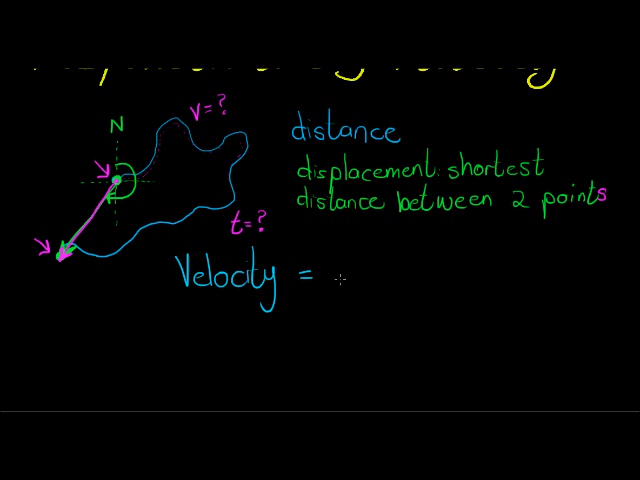 N
v=?
distance
displacement: shortest
distance between 2 points
t=?
Velocity =